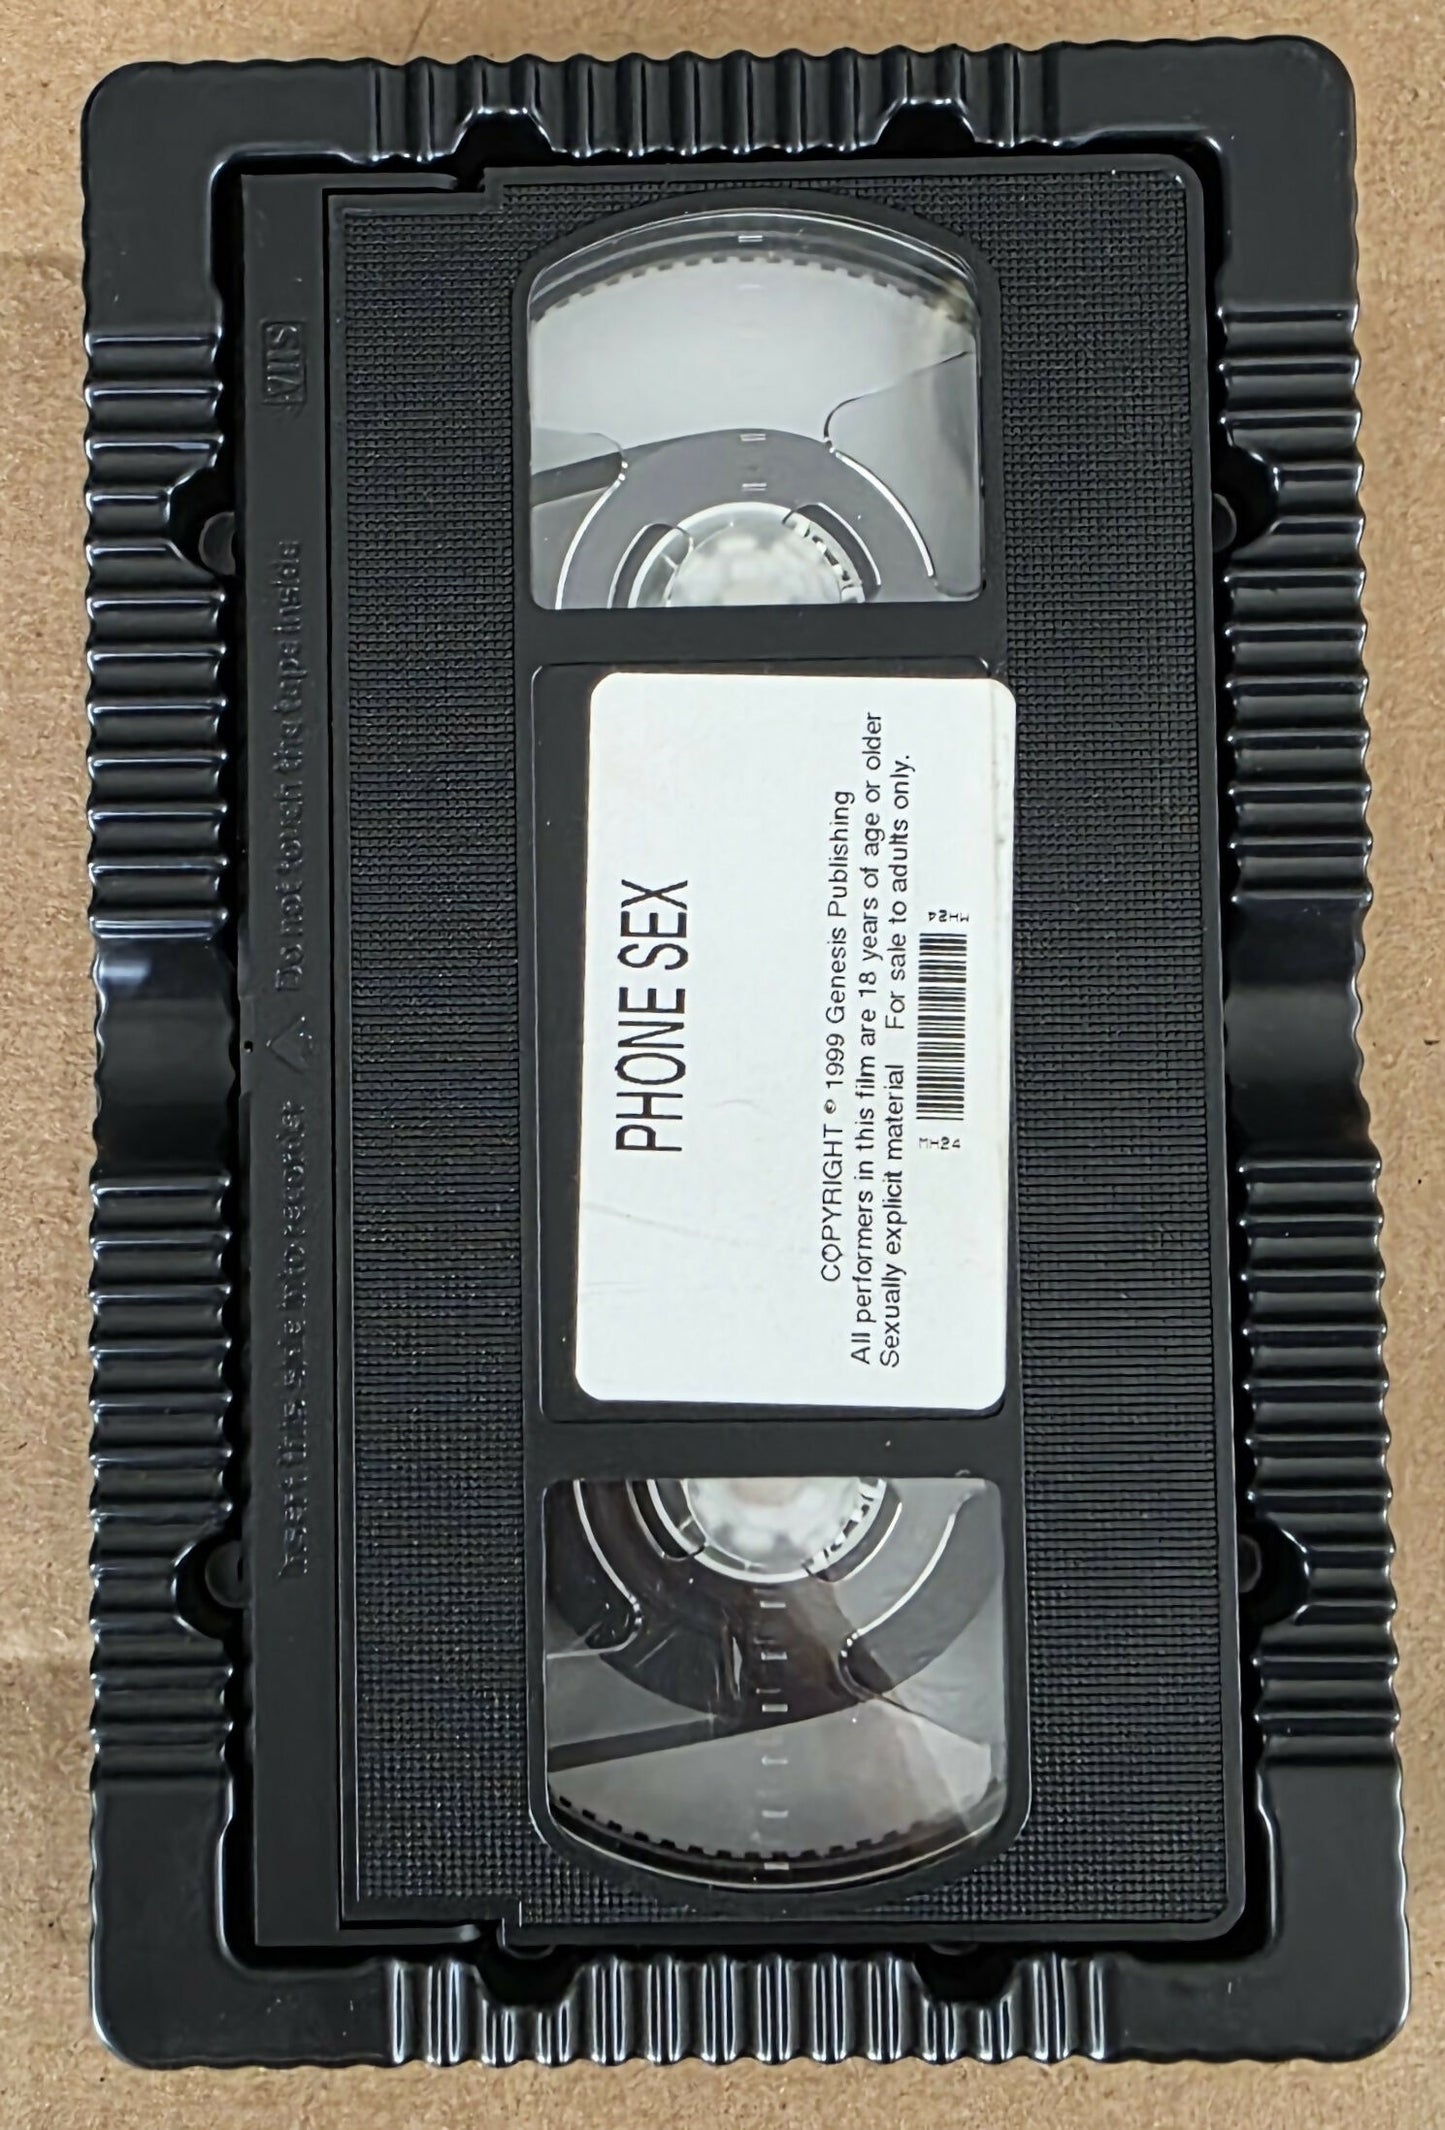 PHONE SEX
COPYRIGHT © 1999 Genesis Publishing
All performers in this film are 18 years of age or older
Sexually explicit material For sale to adults only.
Insert this side into recorder
Do not touch the tape inside
VHS